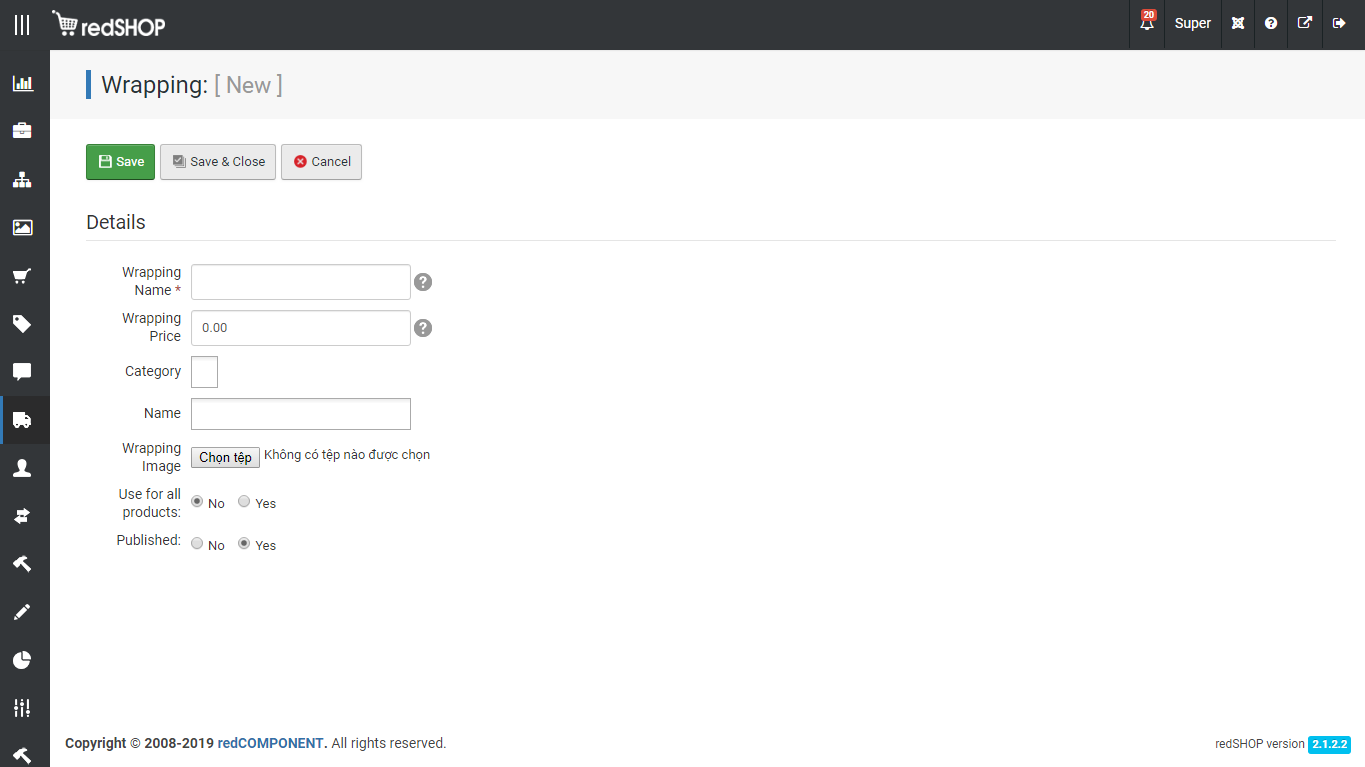 redSHOP
20
Super
Wrapping: [ New ]
Save
Save & Close
Cancel
Details
Wrapping
Name *
Wrapping
Price
0.00
Category
Name
Wrapping
Image
Chọn tệp Không có tệp nào được chọn
Use for all
products:
No Yes
Published:
No Yes
Copyright © 2008-2019 redCOMPONENT. All rights reserved.
redSHOP version 2.1.2.2